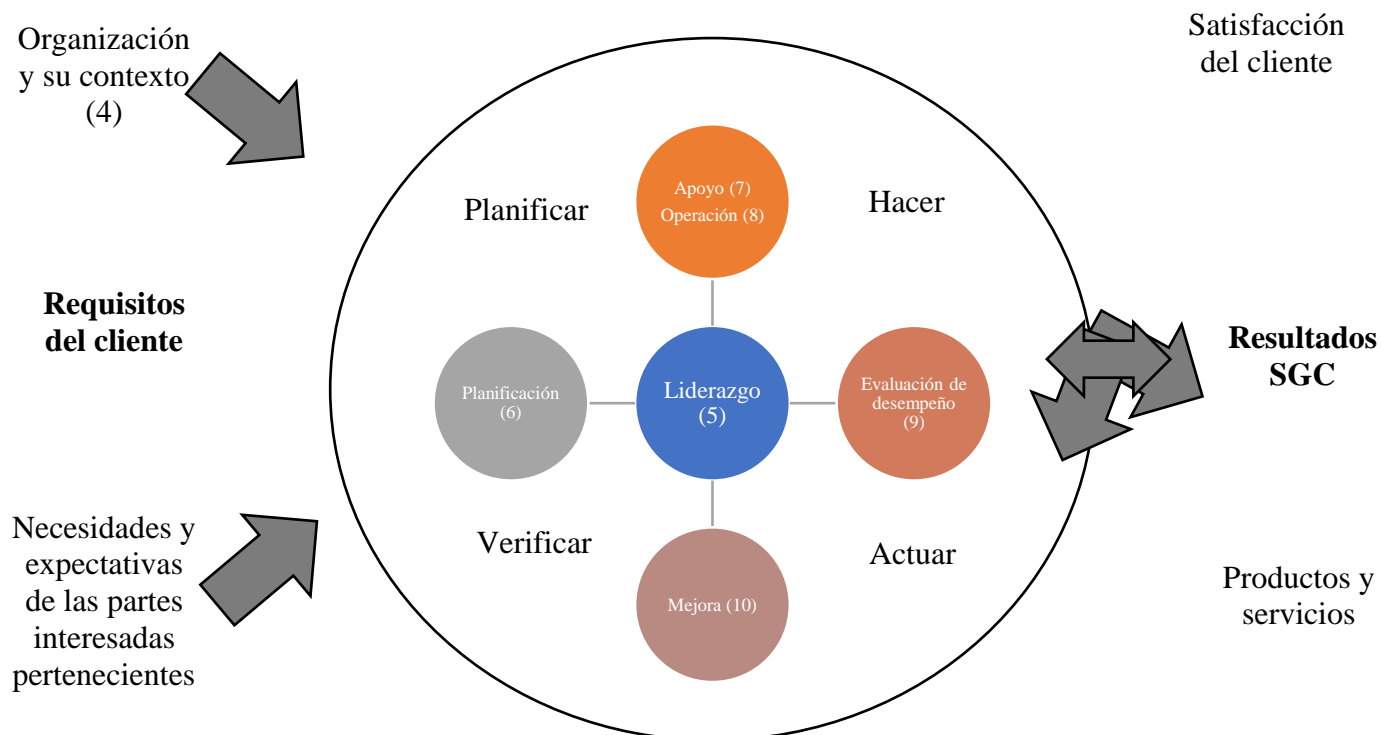 Organización
y su contexto
(4)
Satisfacción
del cliente
Planificar
Apoyo (7)
Operación (8)
Hacer
Requisitos
del cliente
Planificación
(6)
Liderazgo
(5)
Evaluación de
desempeño
(9)
Resultados
SGC
Necesidades y
expectativas
de las partes
interesadas
pertenecientes
Verificar
Mejora (10)
Actuar
Productos y
servicios